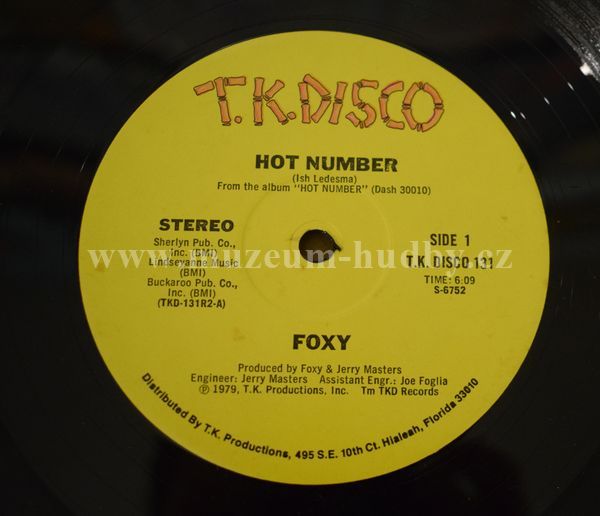 T.K.DISCO
HOT NUMBER
(Ish Ledesma)
From the album "HOT NUMBER" (Dash 30010)
STEREO
Sherlyn Pub. Co.,
Inc. (BMI)
Lindseyanne Music
(BMI)
Buckaroo Pub. Co.,
Inc. (BMI)
(TKD-131R2-A)
SIDE 1
T.K. DISCO 131
TIME: 6:09
S-6752
www.muzeum-hudby.cz
FOXY
Produced by Foxy & Jerry Masters
Engineer: Jerry Masters Assistant Engr.: Joe Foglia
℗ 1979, T.K. Productions, Inc. Tm TKD Records
Distributed By T.K. Productions, 495 S.E. 10th Ct. Hialeah, Florida 33010